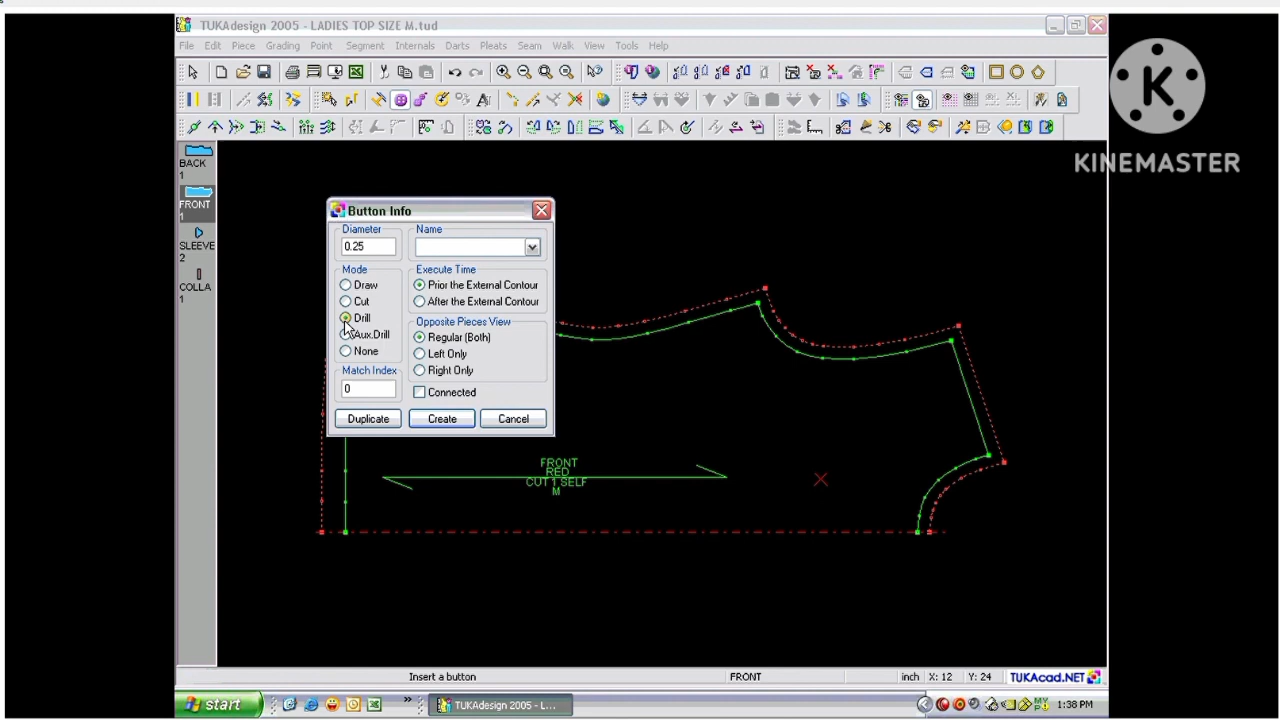 TUKAdesign 2005 - LADIES TOP SIZE M.tud
File Edit Piece Grading Point Segment Internals Darts Pleats Seam Walk View Tools Help
K
KINEMASTER
BACK
1
FRONT
1
SLEEVE
2
COLLA
1
Button Info
Diameter
0.25
Name
Mode
Draw
Cut
Drill
Aux.Drill
None
Execute Time
Prior the External Contour
After the External Contour
Opposite Pieces View
Regular (Both)
Left Only
Right Only
Match Index
0
Connected
Duplicate Create Cancel
FRONT
RED
CUT 1 SELF
M
Insert a button FRONT inch X: 12 Y: 24 TUKAcad.NET
start TUKAdesign 2005 - L... 1:38 PM